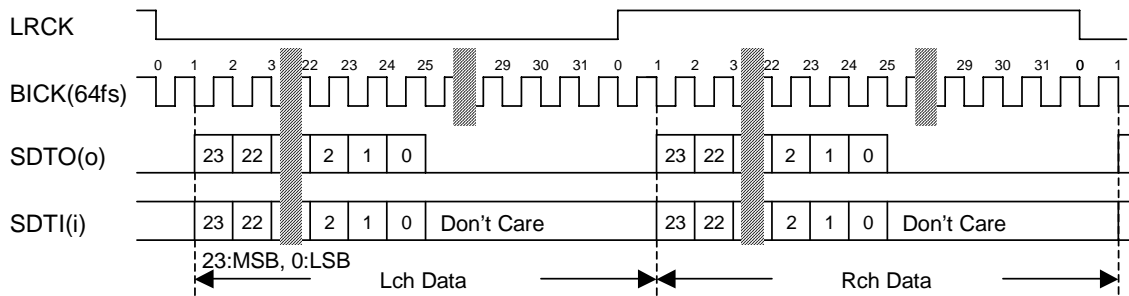 LRCK
0 1 2 3 22 23 24 25 29 30 31 0 1 2 3 22 23 24 25 29 30 31 0 1
BICK(64fs)
SDTO(o) 23 22 2 1 0 23 22 2 1 0
SDTI(i) 23 22 2 1 0 Don't Care 23 22 2 1 0 Don't Care
23:MSB, 0:LSB
Lch Data Rch Data